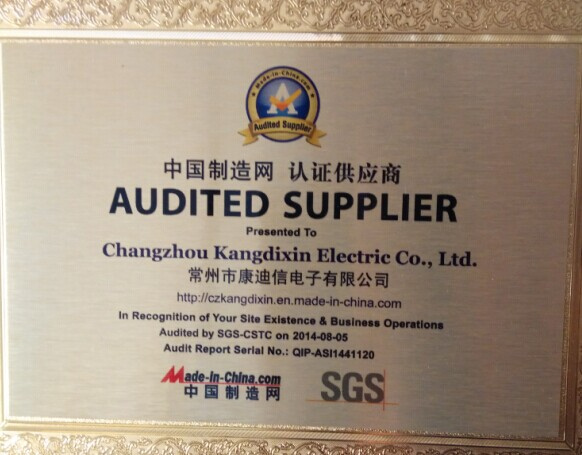 Made-in-China.com
A
Audited Supplier
中国制造网 认证供应商
AUDITED SUPPLIER
Presented To
Changzhou Kangdixin Electric Co., Ltd.
常州市康迪信电子有限公司
http://czkangdixin.en.made-in-china.com
In Recognition of Your Site Existence & Business Operations
Audited by SGS-CSTC on 2014-08-05
Audit Report Serial No.: QIP-ASI1441120
Made-in-China.com
中国制造网
SGS